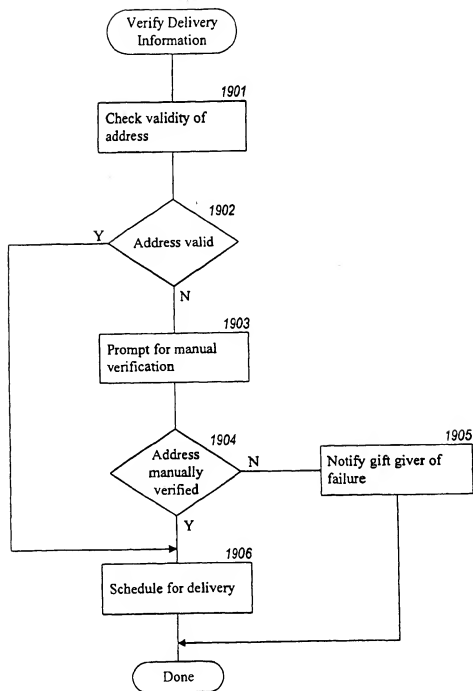 Verify Delivery
Information
1901
Check validity of
address
1902
Y
Address valid
N
1903
Prompt for manual
verification
1904
Address
manually
verified
N
Y
1905
Notify gift giver of
failure
1906
Schedule for delivery
Done